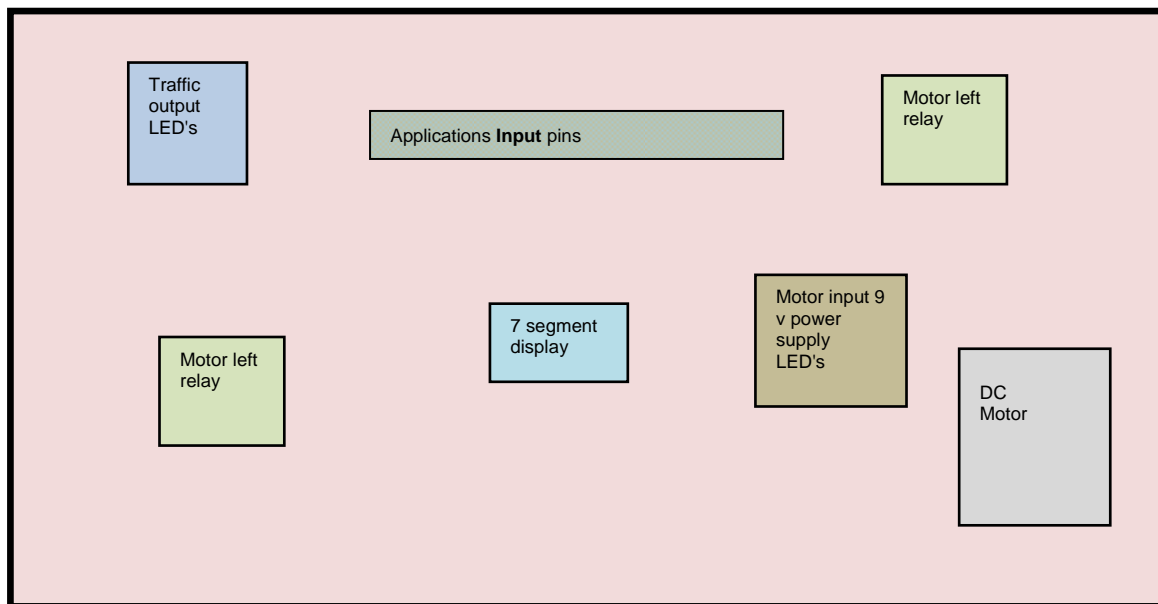 Traffic
output
LED's
Applications Input pins
Motor left
relay
Motor left
relay
7 segment
display
Motor input 9
v power
supply
LED's
DC
Motor